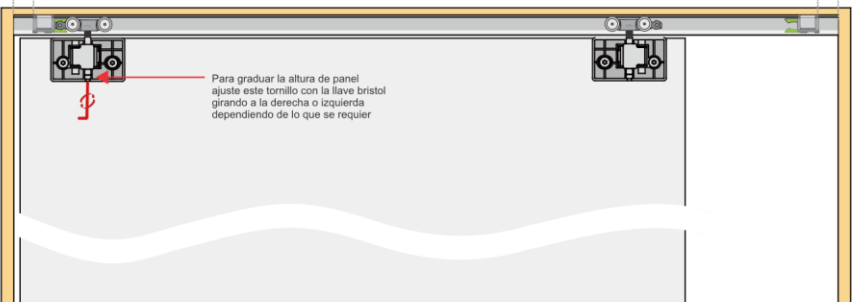 Para graduar la altura de panel
ajuste este tornillo con la llave bristol
girando a la derecha o izquierda
dependiendo de lo que se requier